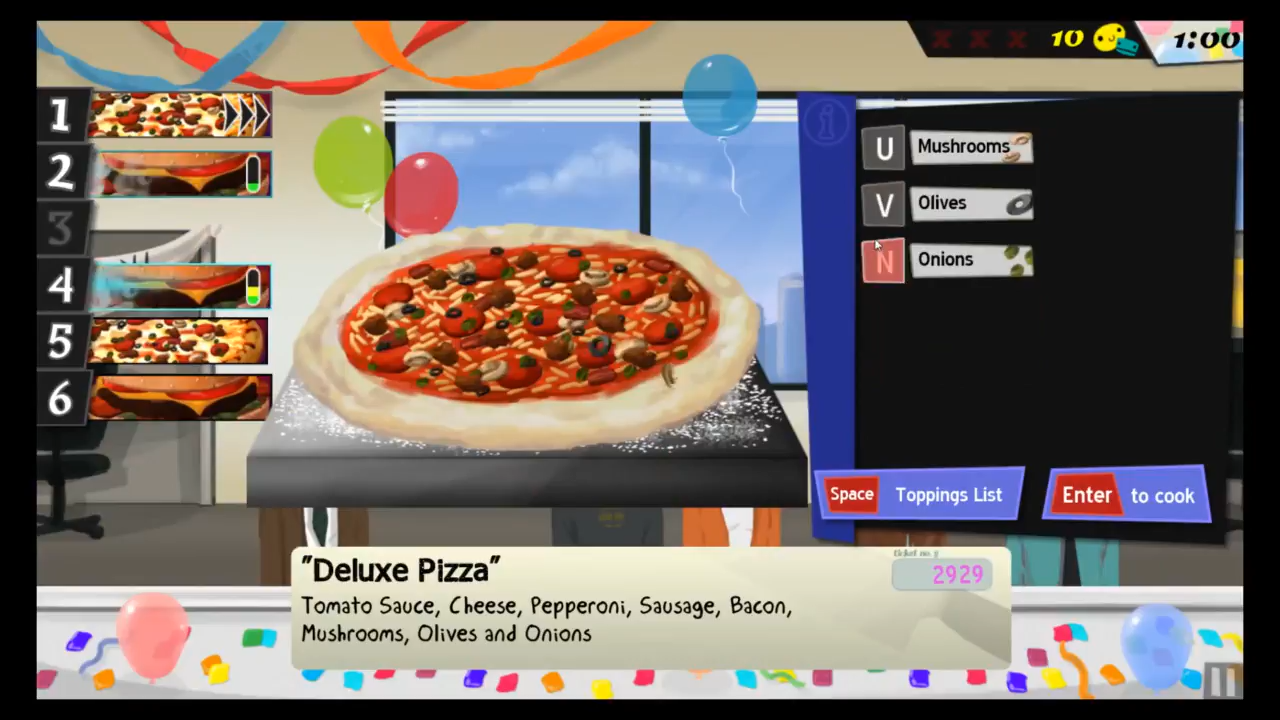 10
1:00
1
2
3
4
5
6
U Mushrooms
V Olives
N Onions
Space Toppings List
Enter to cook
"Deluxe Pizza"
2929
Tomato Sauce, Cheese, Pepperoni, Sausage, Bacon,
Mushrooms, Olives and Onions